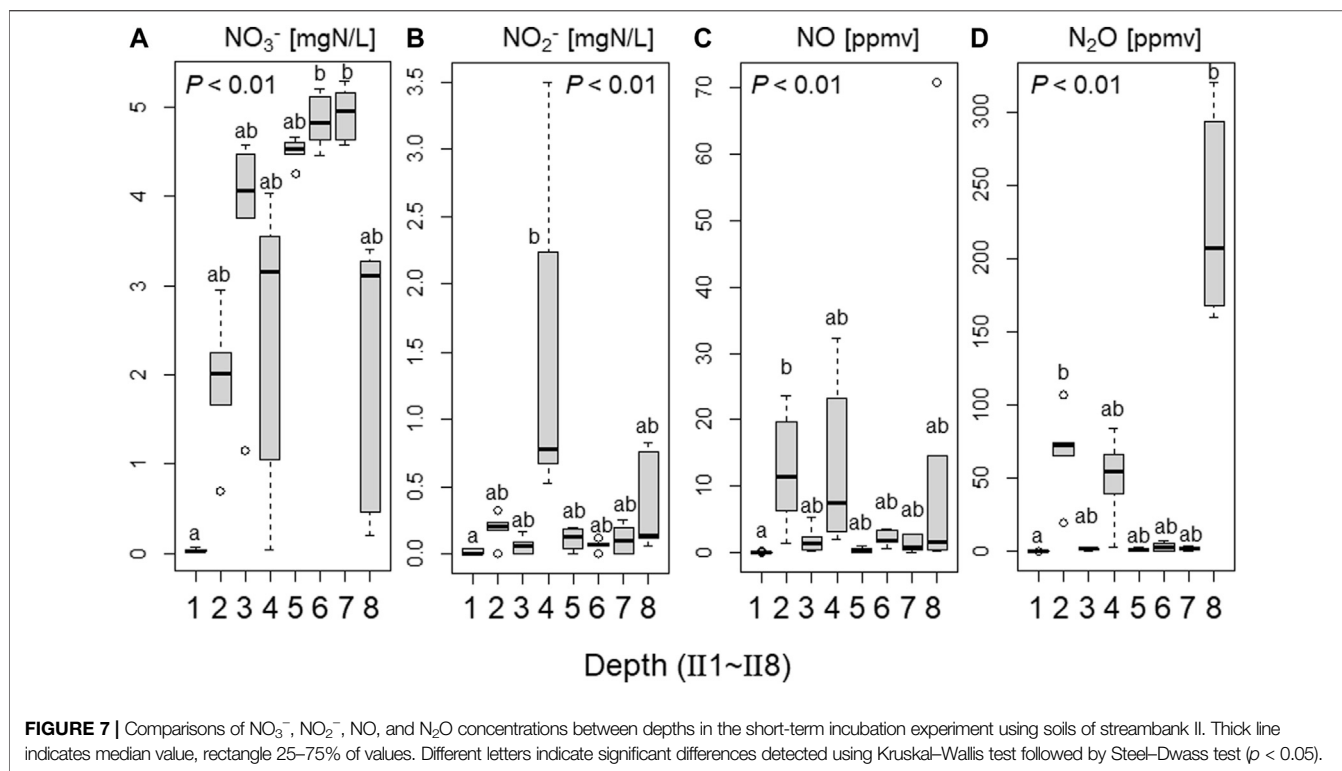 A NO₃⁻ [mgN/L] B NO₂⁻ [mgN/L] C NO [ppmv] D N₂O [ppmv]
P < 0.01
0 1 2 3 4 5
a ab ab ab ab b b ab
1 2 3 4 5 6 7 8
P < 0.01
0.0 0.5 1.0 1.5 2.0 2.5 3.0 3.5
a ab ab b ab ab ab ab
1 2 3 4 5 6 7 8
P < 0.01
0 10 20 30 40 50 60 70
a b ab ab ab ab ab ab
1 2 3 4 5 6 7 8
P < 0.01
0 50 100 150 200 250 300
a b ab ab ab ab ab b
1 2 3 4 5 6 7 8
Depth (II1~II8)
FIGURE 7 | Comparisons of NO₃⁻, NO₂⁻, NO, and N₂O concentrations between depths in the short-term incubation experiment using soils of streambank II. Thick line
indicates median value, rectangle 25–75% of values. Different letters indicate significant differences detected using Kruskal–Wallis test followed by Steel–Dwass test (p < 0.05).